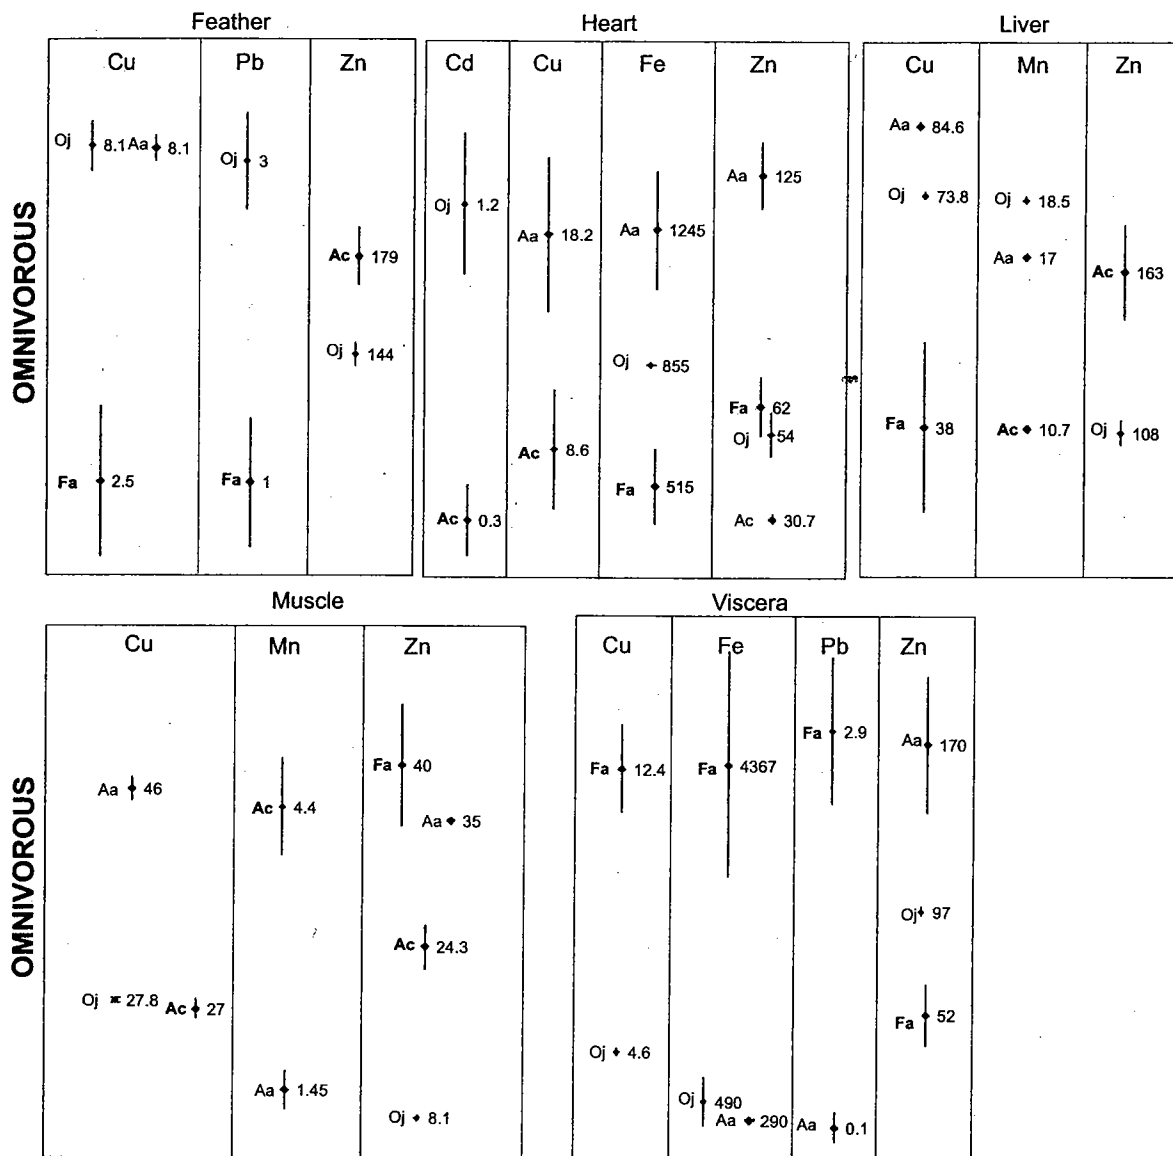 Feather
Heart
Liver
OMNIVOROUS
Cu
Pb
Zn
Oj 8.1 Aa 8.1
Oj 3
Ac 179
Oj 144
Fa 2.5
Fa 1
Cd
Cu
Fe
Zn
Oj 1.2
Aa 18.2
Aa 1245
Aa 125
Oj 855
Fa 62
Oj 54
Ac 8.6
Fa 515
Ac 0.3
Ac 30.7
Cu
Mn
Zn
Aa 84.6
Oj 73.8
Oj 18.5
Aa 17
Ac 163
Fa 38
Ac 10.7
Oj 108
Muscle
Viscera
OMNIVOROUS
Cu
Mn
Zn
Aa 46
Ac 4.4
Fa 40
Aa 35
Ac 24.3
Oj 27.8
Ac 27
Aa 1.45
Oj 8.1
Cu
Fe
Pb
Zn
Fa 12.4
Fa 4367
Fa 2.9
Aa 170
Oj 97
Fa 52
Oj 4.6
Oj 490
Aa 290
Aa 0.1